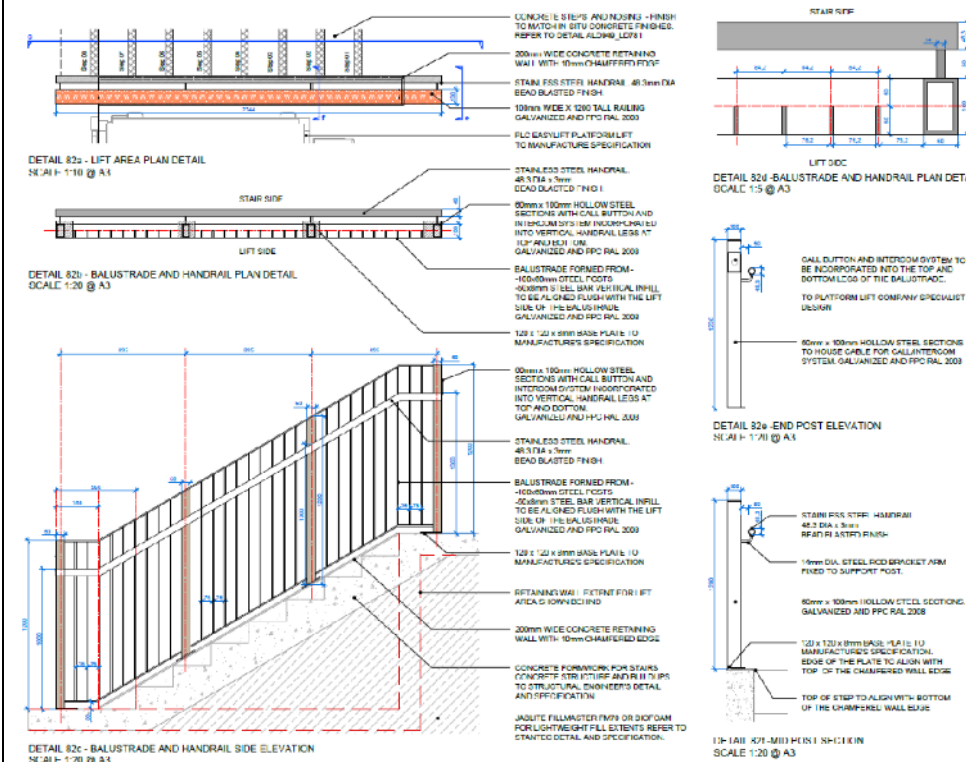 CONCRETE STEPS AND NOSING - FINISH
TO MATCH IN SITU CONCRETE FINISHES.
REFER TO DETAIL
200mm WIDE CONCRETE RETAINING
WALL WITH 10mm CHAMFERED EDGE
STAINLESS STEEL HANDRAIL 48.3mm DIA
BEAD BLASTED FINISH
100mm WIDE X 1200 TALL RAILING
GALVANIZED AND PPC RAL 2008
EASYLIFT PLATFORM LIFT
TO MANUFACTURE SPECIFICATION
DETAIL 82a - LIFT AREA PLAN DETAIL
SCALE 1:10 @ A3
STAIR SIDE
LIFT SIDE
STAINLESS STEEL HANDRAIL
48.3 DIA x 3mm
BEAD BLASTED FINISH
60mm x 100mm HOLLOW STEEL
SECTIONS WITH CALL BUTTON AND
INTERCOM SYSTEM INCORPORATED
INTO VERTICAL HANDRAIL LEGS AT
TOP AND BOTTOM.
GALVANIZED AND PPC RAL 2008
BALUSTRADE FORMED FROM -
-100x60mm STEEL POSTS
-60x8mm STEEL BAR VERTICAL INFILL
TO BE ALIGNED FLUSH WITH THE LIFT
SIDE OF THE BALUSTRADE
GALVANIZED AND PPC RAL 2008
120 x 120 x 8mm BASE PLATE TO
MANUFACTURE'S SPECIFICATION
DETAIL 82b - BALUSTRADE AND HANDRAIL PLAN DETAIL
SCALE 1:20 @ A3
60mm x 100mm HOLLOW STEEL
SECTIONS WITH CALL BUTTON AND
INTERCOM SYSTEM INCORPORATED
INTO VERTICAL HANDRAIL LEGS AT
TOP AND BOTTOM.
GALVANIZED AND PPC RAL 2008
STAINLESS STEEL HANDRAIL
48.3 DIA x 3mm
BEAD BLASTED FINISH
BALUSTRADE FORMED FROM -
-100x60mm STEEL POSTS
-60x8mm STEEL BAR VERTICAL INFILL
TO BE ALIGNED FLUSH WITH THE LIFT
SIDE OF THE BALUSTRADE
GALVANIZED AND PPC RAL 2008
120 x 120 x 8mm BASE PLATE TO
MANUFACTURE'S SPECIFICATION
RETAINING WALL EXTENT FOR LIFT
AREA SHOWN BEHIND
200mm WIDE CONCRETE RETAINING
WALL WITH 10mm CHAMFERED EDGE
CONCRETE FORMWORK FOR STAIRS
CONCRETE STRUCTURE AND BUILDUPS
TO STRUCTURAL ENGINEER'S DETAIL
AND SPECIFICATION.
JABLITE FILLMASTER OR BIOFOAM
FOR LIGHTWEIGHT FILL EXTENTS REFER TO
STANTEC DETAIL AND SPECIFICATION.
DETAIL 82c - BALUSTRADE AND HANDRAIL SIDE ELEVATION
SCALE 1:20 @ A3
STAIR SIDE
LIFT SIDE
DETAIL 82d -BALUSTRADE AND HANDRAIL PLAN DETA
SCALE 1:5 @ A3
CALL BUTTON AND INTERCOM SYSTEM TO
BE INCORPORATED INTO THE TOP AND
BOTTOM LEGS OF THE BALUSTRADE.
TO PLATFORM LIFT COMPANY SPECIALIST
DESIGN
60mm x 100mm HOLLOW STEEL SECTIONS
TO HOUSE CABLE FOR CALL/INTERCOM
SYSTEM. GALVANIZED AND PPC RAL 2008
DETAIL 82e -END POST ELEVATION
SCALE 1:20 @ A3
STAINLESS STEEL HANDRAIL
48.3 DIA x 3mm
BEAD BLASTED FINISH
14mm DIA. STEEL ROD BRACKET ARM
FIXED TO SUPPORT POST.
60mm x 100mm HOLLOW STEEL SECTIONS.
GALVANIZED AND PPC RAL 2008
120 x 120 x 8mm BASE PLATE TO
MANUFACTURE'S SPECIFICATION.
EDGE OF THE PLATE TO ALIGN WITH
TOP OF THE CHAMFERED WALL EDGE
TOP OF STEP TO ALIGN WITH BOTTOM
OF THE CHAMFERED WALL EDGE
DETAIL 82f -MID POST SECTION
SCALE 1:20 @ A3